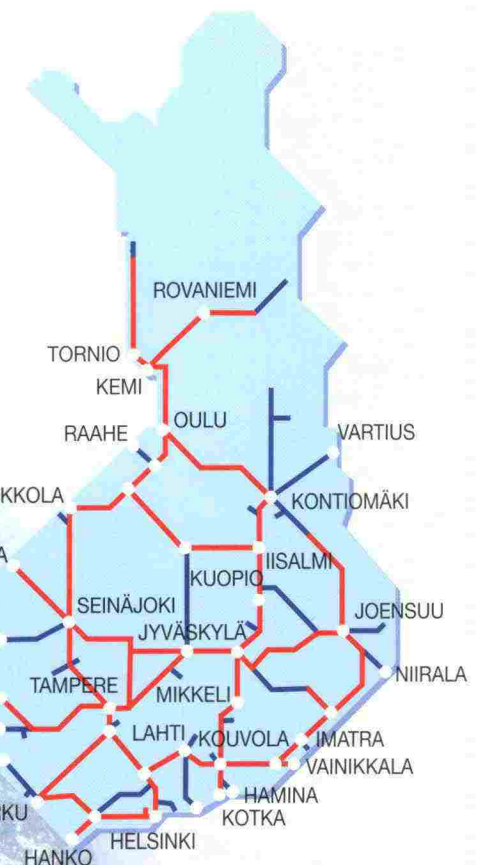 ROVANIEMI
TORNIO
KEMI
OULU
RAAHE
VARTIUS
KKOLA
KONTIOMÄKI
A
IISALMI
KUOPIO
SEINÄJOKI
JOENSUU
JYVÄSKYLÄ
NIIRALA
TAMPERE
MIKKELI
LAHTI
KOUVOLA
IMATRA
VAINIKKALA
HAMINA
RKU
KOTKA
HELSINKI
HANKO